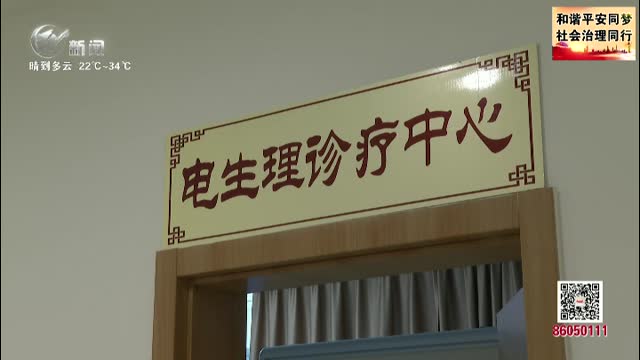 新闻
晴到多云 22℃~34℃
和谐平安同梦
社会治理同行
电生理诊疗中心
86050111